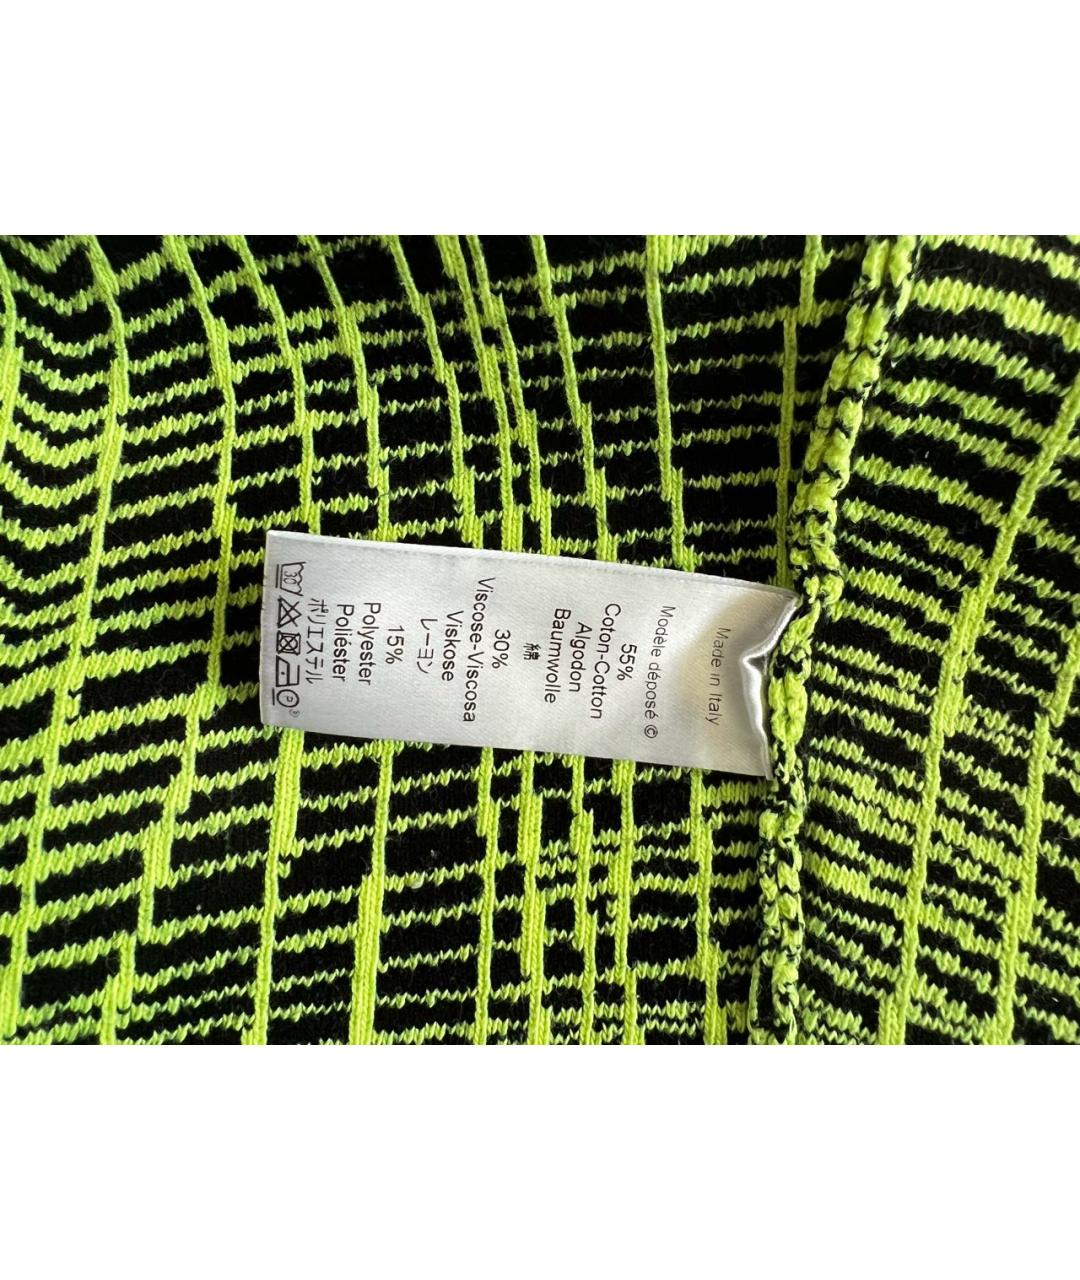 Made in Italy
Modèle déposé ©
55%
Coton-Cotton
Algodon
Baumwolle
綿
30%
Viscose-Viscosa
Viskose
レーヨン
15%
Polyester
Poliéster
ポリエステル
30
P